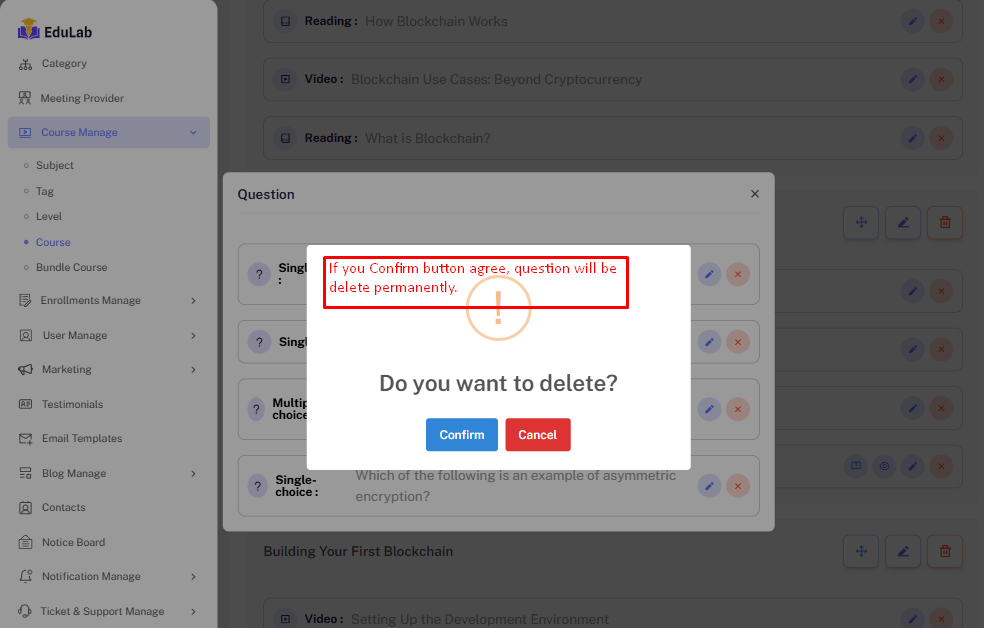 EduLab
Category
Meeting Provider
Course Manage
Subject
Tag
Level
Course
Bundle Course
Enrollments Manage
User Manage
Marketing
Testimonials
Email Templates
Blog Manage
Contacts
Notice Board
Notification Manage
Ticket & Support Manage
Reading : How Blockchain Works
Video : Blockchain Use Cases: Beyond Cryptocurrency
Reading : What is Blockchain?
Question
? Singl
:
If you Confirm button agree, question will be
delete permanently.
!
? Singl
Do you want to delete?
? Multip
choice
Confirm Cancel
? Single-
choice : Which of the following is an example of asymmetric
encryption?
Building Your First Blockchain
Video : Setting Up the Development Environment